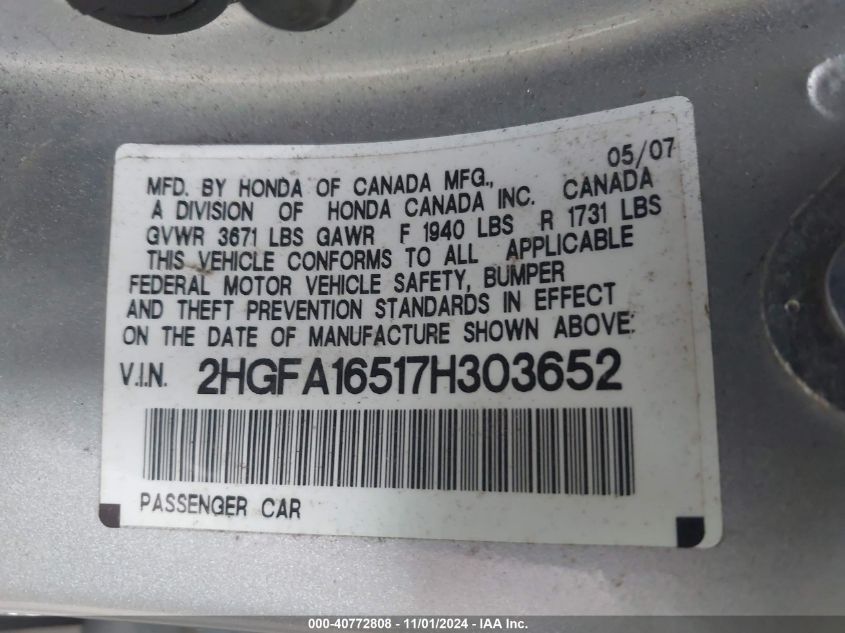 05/07
MFD. BY HONDA OF CANADA MFG.,
A DIVISION OF HONDA CANADA INC. CANADA
GVWR 3671 LBS GAWR F 1940 LBS R 1731 LBS
THIS VEHICLE CONFORMS TO ALL APPLICABLE
FEDERAL MOTOR VEHICLE SAFETY, BUMPER
AND THEFT PREVENTION STANDARDS IN EFFECT
ON THE DATE OF MANUFACTURE SHOWN ABOVE:
V.I.N. 2HGFA16517H303652
PASSENGER CAR
000-40772808 - 11/01/2024 - IAA Inc.